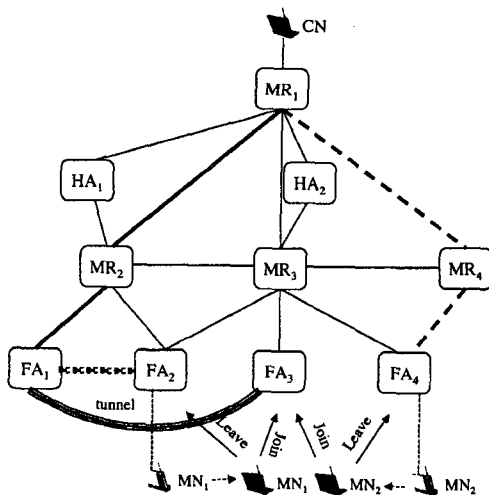 CN
MR₁
HA₁
HA₂
MR₂
MR₃
MR₄
FA₁
FA₂
FA₃
FA₄
tunnel
Leave
Join
Join
Leave
MN₁
MN₁
MN₂
MN₂